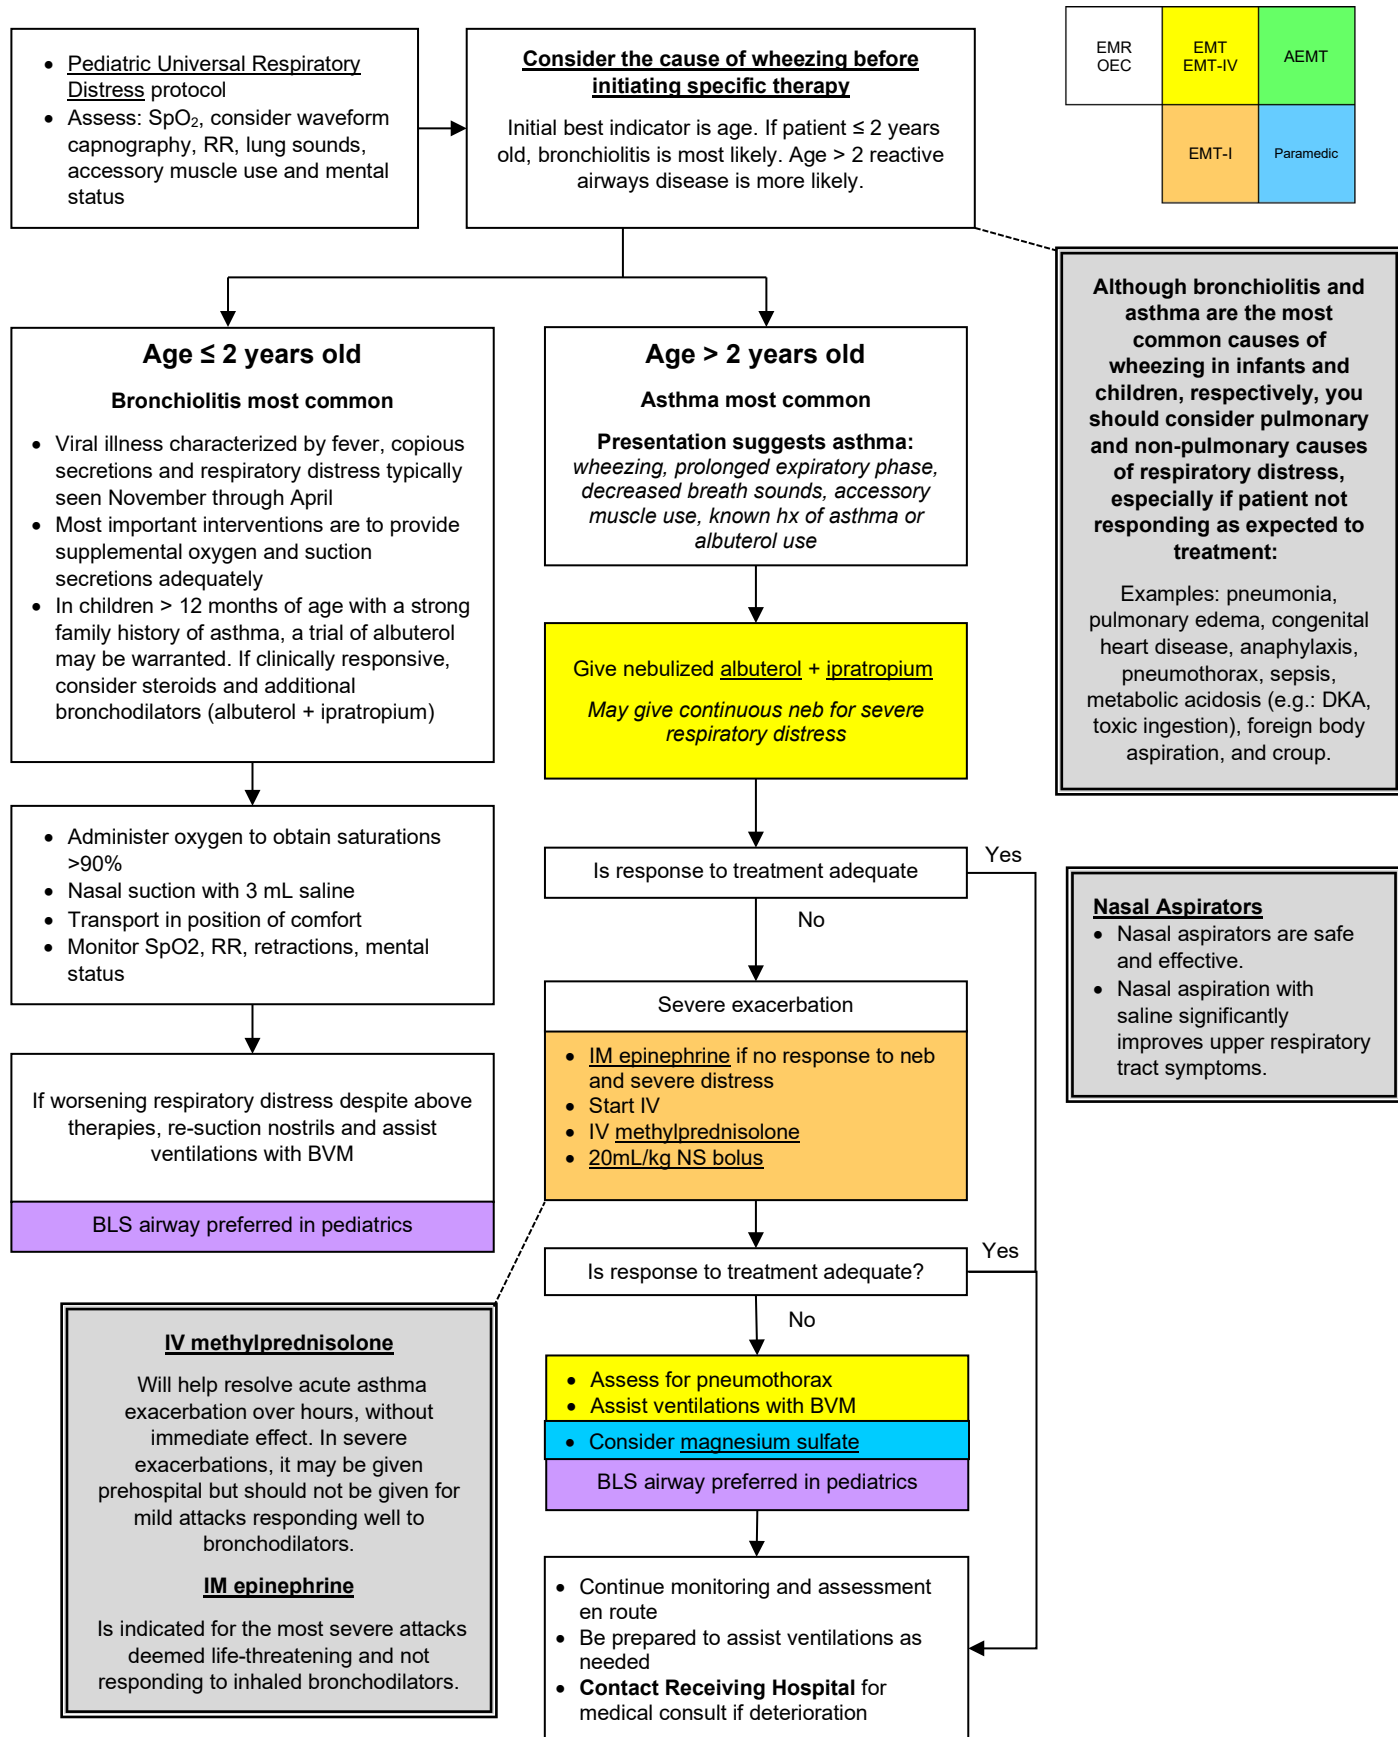 • Pediatric Universal Respiratory
Distress protocol
• Assess: SpO₂, consider waveform
capnography, RR, lung sounds,
accessory muscle use and mental
status
Consider the cause of wheezing before
initiating specific therapy
Initial best indicator is age. If patient ≤ 2 years
old, bronchiolitis is most likely. Age > 2 reactive
airways disease is more likely.
EMR
OEC
EMT
EMT-IV
AEMT
EMT-I
Paramedic
Although bronchiolitis and
asthma are the most
common causes of
wheezing in infants and
children, respectively, you
should consider pulmonary
and non-pulmonary causes
of respiratory distress,
especially if patient not
responding as expected to
treatment:
Examples: pneumonia,
pulmonary edema, congenital
heart disease, anaphylaxis,
pneumothorax, sepsis,
metabolic acidosis (e.g.: DKA,
toxic ingestion), foreign body
aspiration, and croup.
Age ≤ 2 years old
Bronchiolitis most common
• Viral illness characterized by fever, copious
secretions and respiratory distress typically
seen November through April
• Most important interventions are to provide
supplemental oxygen and suction
secretions adequately
• In children > 12 months of age with a strong
family history of asthma, a trial of albuterol
may be warranted. If clinically responsive,
consider steroids and additional
bronchodilators (albuterol + ipratropium)
Age > 2 years old
Asthma most common
Presentation suggests asthma:
wheezing, prolonged expiratory phase,
decreased breath sounds, accessory
muscle use, known hx of asthma or
albuterol use
Give nebulized albuterol + ipratropium
May give continuous neb for severe
respiratory distress
• Administer oxygen to obtain saturations
>90%
• Nasal suction with 3 mL saline
• Transport in position of comfort
• Monitor SpO2, RR, retractions, mental
status
Is response to treatment adequate
Yes
No
Nasal Aspirators
• Nasal aspirators are safe
and effective.
• Nasal aspiration with
saline significantly
improves upper respiratory
tract symptoms.
If worsening respiratory distress despite above
therapies, re-suction nostrils and assist
ventilations with BVM
BLS airway preferred in pediatrics
Severe exacerbation
• IM epinephrine if no response to neb
and severe distress
• Start IV
• IV methylprednisolone
• 20mL/kg NS bolus
Is response to treatment adequate?
Yes
No
IV methylprednisolone
Will help resolve acute asthma
exacerbation over hours, without
immediate effect. In severe
exacerbations, it may be given
prehospital but should not be given for
mild attacks responding well to
bronchodilators.
IM epinephrine
Is indicated for the most severe attacks
deemed life-threatening and not
responding to inhaled bronchodilators.
• Assess for pneumothorax
• Assist ventilations with BVM
• Consider magnesium sulfate
BLS airway preferred in pediatrics
• Continue monitoring and assessment
en route
• Be prepared to assist ventilations as
needed
• Contact Receiving Hospital for
medical consult if deterioration